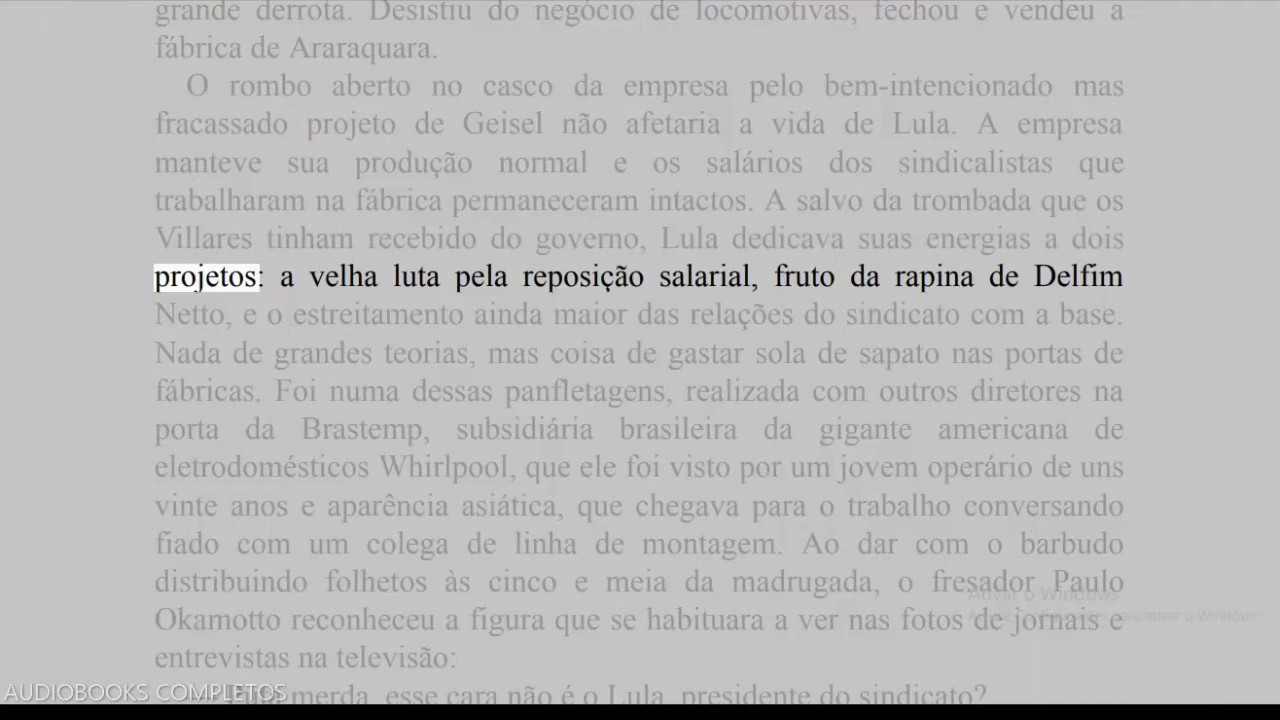 grande derrota. Desistiu do negócio de locomotivas, fechou e vendeu a
fábrica de Araraquara.
O rombo aberto no casco da empresa pelo bem-intencionado mas
fracassado projeto de Geisel não afetaria a vida de Lula. A empresa
manteve sua produção normal e os salários dos sindicalistas que
trabalharam na fábrica permaneceram intactos. A salvo da trombada que os
Villares tinham recebido do governo, Lula dedicava suas energias a dois
projetos: a velha luta pela reposição salarial, fruto da rapina de Delfim
Netto, e o estreitamento ainda maior das relações do sindicato com a base.
Nada de grandes teorias, mas coisa de gastar sola de sapato nas portas de
fábricas. Foi numa dessas panfletagens, realizada com outros diretores na
porta da Brastemp, subsidiária brasileira da gigante americana de
eletrodomésticos Whirlpool, que ele foi visto por um jovem operário de uns
vinte anos e aparência asiática, que chegava para o trabalho conversando
fiado com um colega de linha de montagem. Ao dar com o barbudo
distribuindo folhetos às cinco e meia da madrugada, o fresador Paulo
Ativar o Windows
Okamotto reconheceu a figura que se habituara a ver nas fotos de jornais e
para ativar o Windows.
entrevistas na televisão:
AUDIOBOOKS COMPLETOS
merda, esse cara não é o Lula, presidente do sindicato?